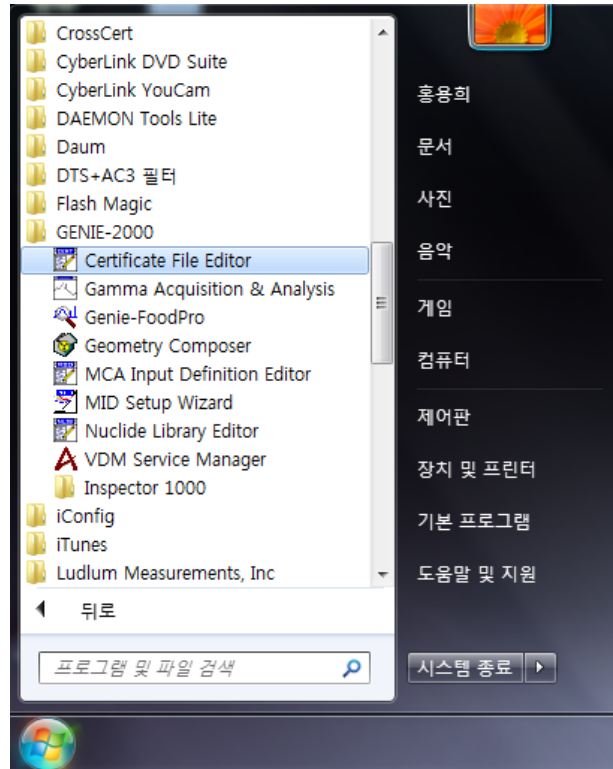 CrossCert
CyberLink DVD Suite
CyberLink YouCam
DAEMON Tools Lite
Daum
DTS+AC3 필터
Flash Magic
GENIE-2000
Certificate File Editor
Gamma Acquisition & Analysis
Genie-FoodPro
Geometry Composer
MCA Input Definition Editor
MID Setup Wizard
Nuclide Library Editor
VDM Service Manager
Inspector 1000
iConfig
iTunes
Ludlum Measurements, Inc
뒤로
프로그램 및 파일 검색
홍용희
문서
사진
음악
게임
컴퓨터
제어판
장치 및 프린터
기본 프로그램
도움말 및 지원
시스템 종료